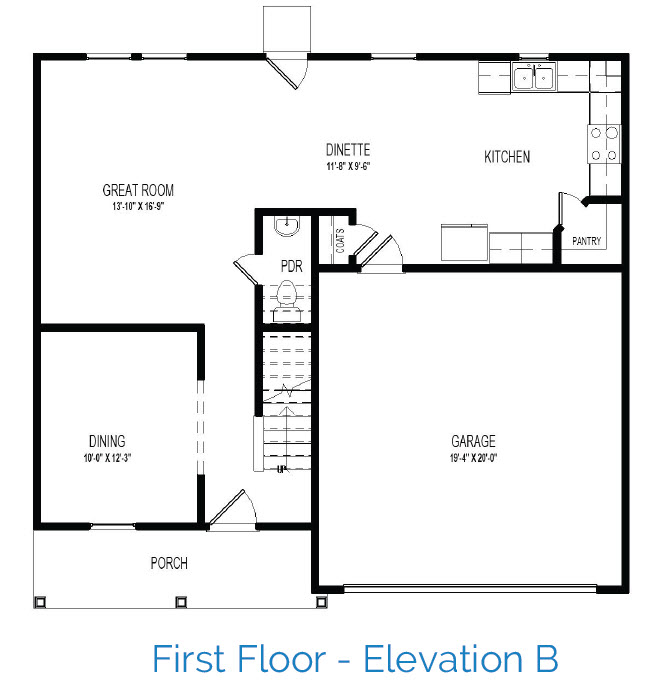 DINETTE
11'-8" X 9'-6"
KITCHEN
GREAT ROOM
13'-10" X 16'-9"
COATS
PANTRY
PDR
DINING
10'-0" X 12'-3"
GARAGE
19'-4" X 20'-0"
UP
PORCH
First Floor - Elevation B